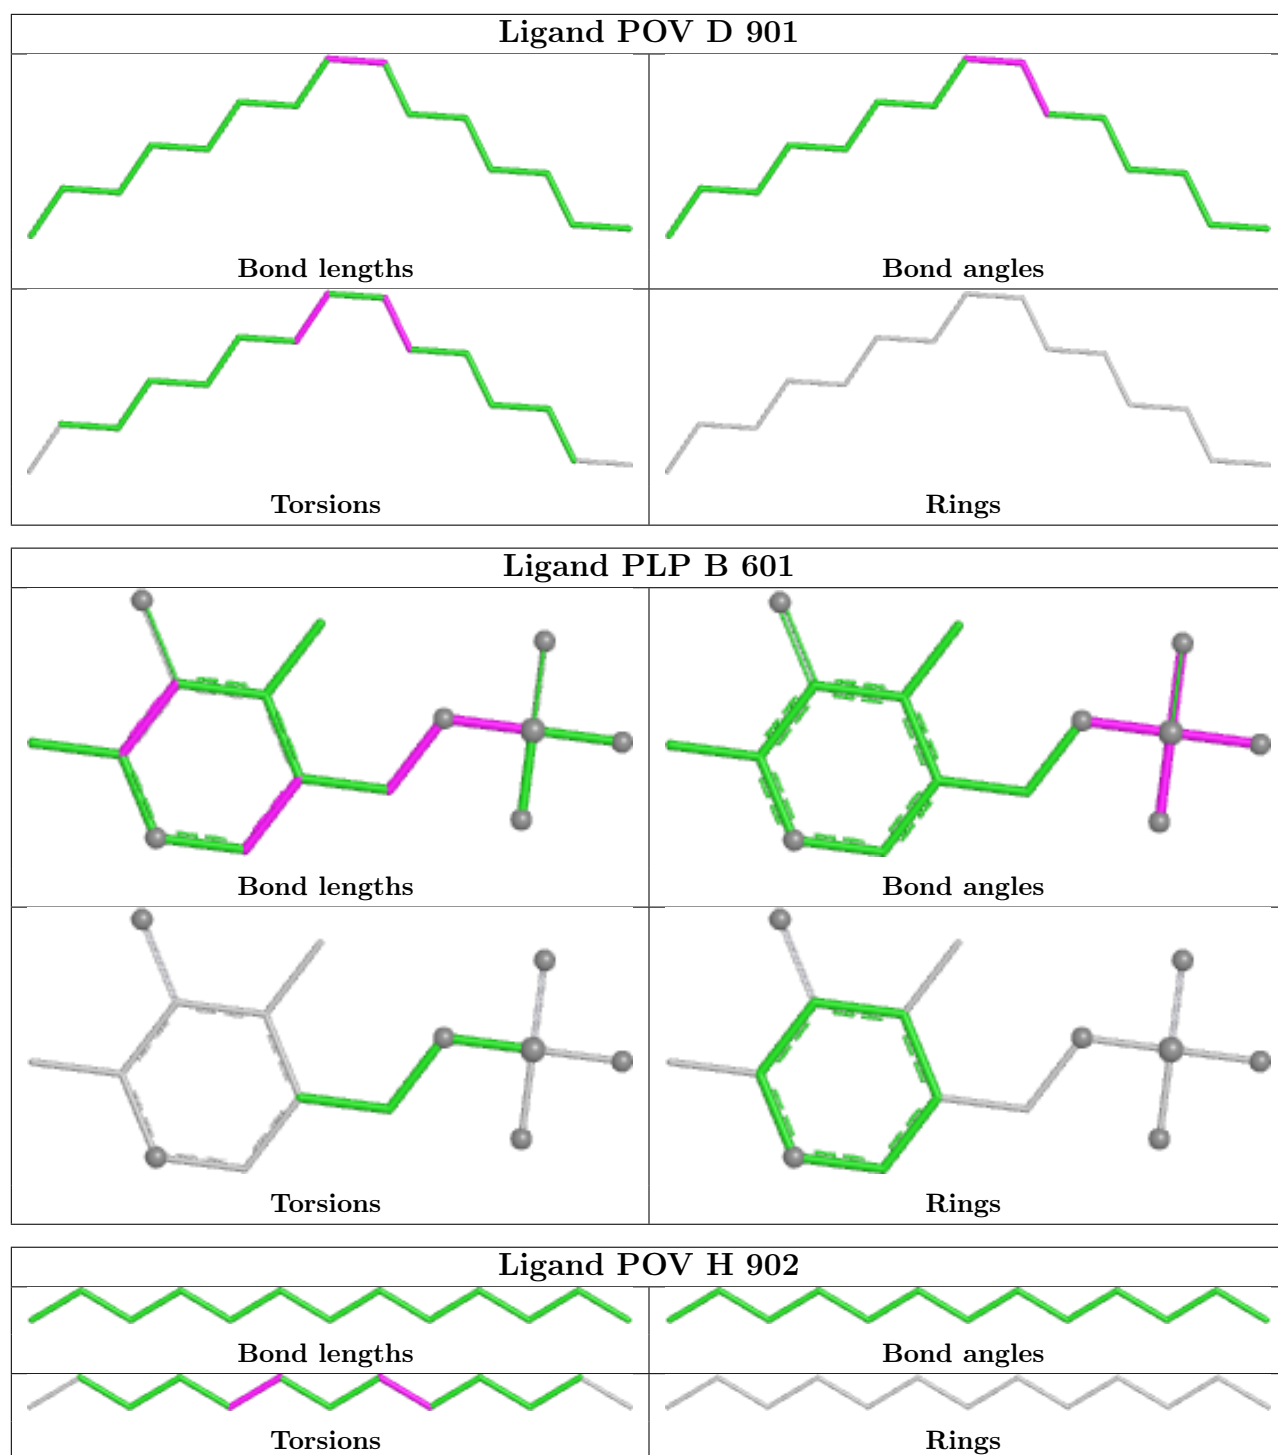 Ligand POV D 901
Bond lengths
Bond angles
Torsions
Rings
Ligand PLP B 601
Bond lengths
Bond angles
Torsions
Rings
Ligand POV H 902
Bond lengths
Bond angles
Torsions
Rings